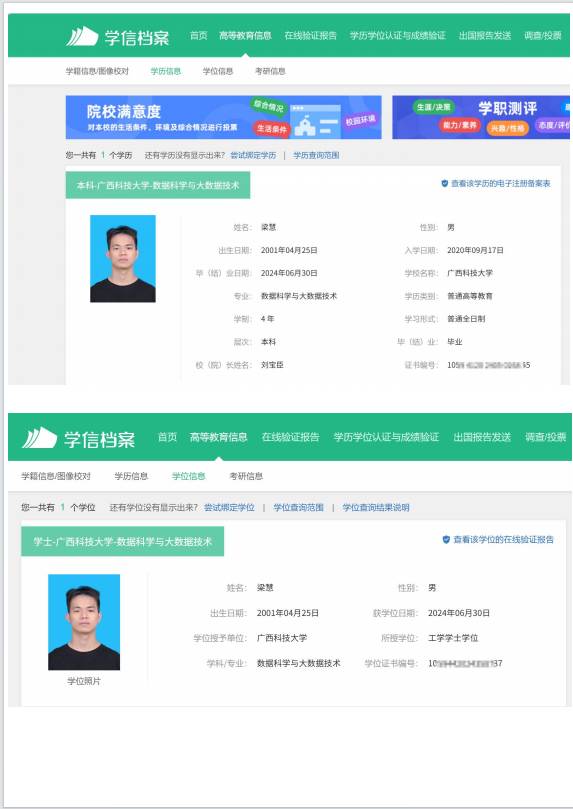 学信档案 首页 高等教育信息 在线验证报告 学历学位认证与成绩验证 出国报告发送 调查/投票
学籍信息/图像校对 学历信息 学位信息 考研信息
院校满意度
对本校的生活条件、环境及综合情况进行投票
综合情况
生活条件
校园环境
生涯/决策
学职测评
能力/素养
兴趣/性格
态度/评价
您一共有 1 个学历 还有学历没有显示出来? 尝试绑定学历 | 学历查询范围
本科-广西科技大学-数据科学与大数据技术
查看该学历的电子注册备案表
姓名: 梁慧 性别: 男
出生日期: 2001年04月25日 入学日期: 2020年09月17日
毕(结)业日期: 2024年06月30日 学校名称: 广西科技大学
专业: 数据科学与大数据技术 学历类别: 普通高等教育
学制: 4 年 学习形式: 普通全日制
层次: 本科 毕(结)业: 毕业
校(院)长姓名: 刘宝臣 证书编号:
学信档案 首页 高等教育信息 在线验证报告 学历学位认证与成绩验证 出国报告发送 调查/投票
学籍信息/图像校对 学历信息 学位信息 考研信息
您一共有 1 个学位 还有学位没有显示出来? 尝试绑定学位 | 学位查询范围 | 学位查询结果说明
学士-广西科技大学-数据科学与大数据技术
查看该学位的在线验证报告
姓名: 梁慧 性别: 男
出生日期: 2001年04月25日 获学位日期: 2024年06月30日
学位授予单位: 广西科技大学 所授学位: 工学学士学位
学科/专业: 数据科学与大数据技术 学位证书编号:
学位照片